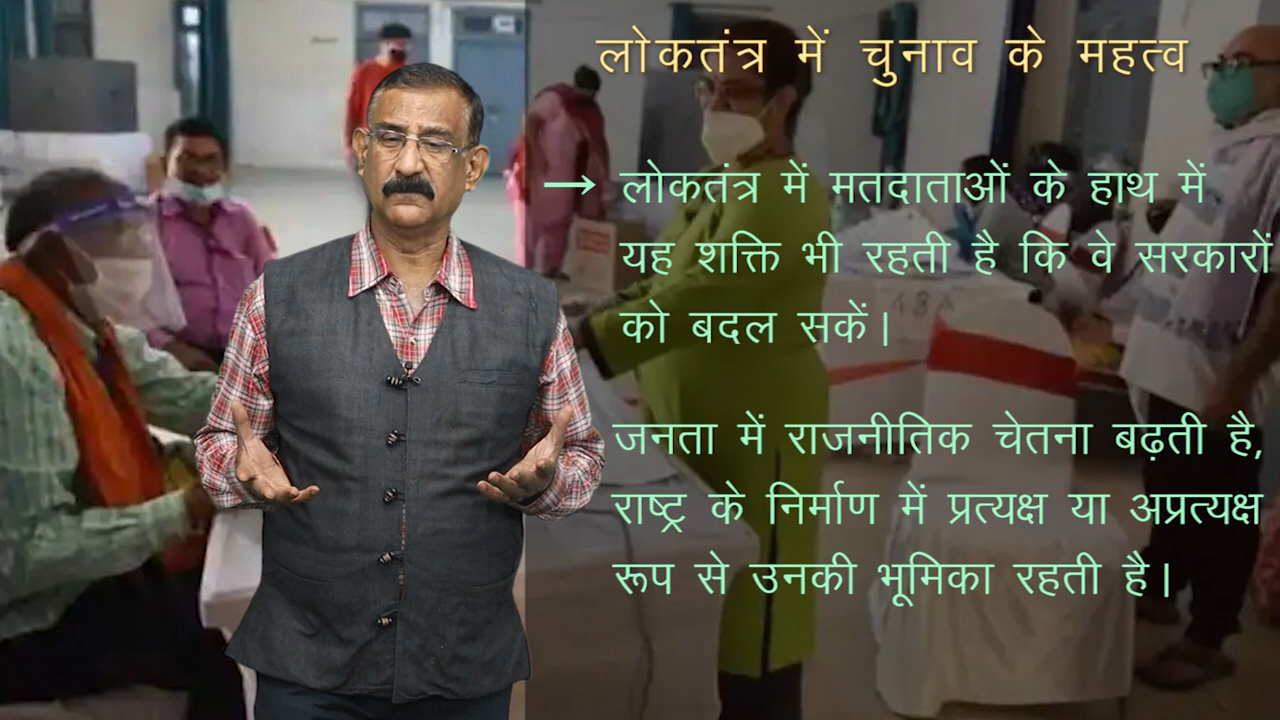 लोकतंत्र में चुनाव के महत्व
→ लोकतंत्र में मतदाताओं के हाथ में
यह शक्ति भी रहती है कि वे सरकारों
को बदल सकें।
जनता में राजनीतिक चेतना बढ़ती है,
राष्ट्र के निर्माण में प्रत्यक्ष या अप्रत्यक्ष
रूप से उनकी भूमिका रहती है।